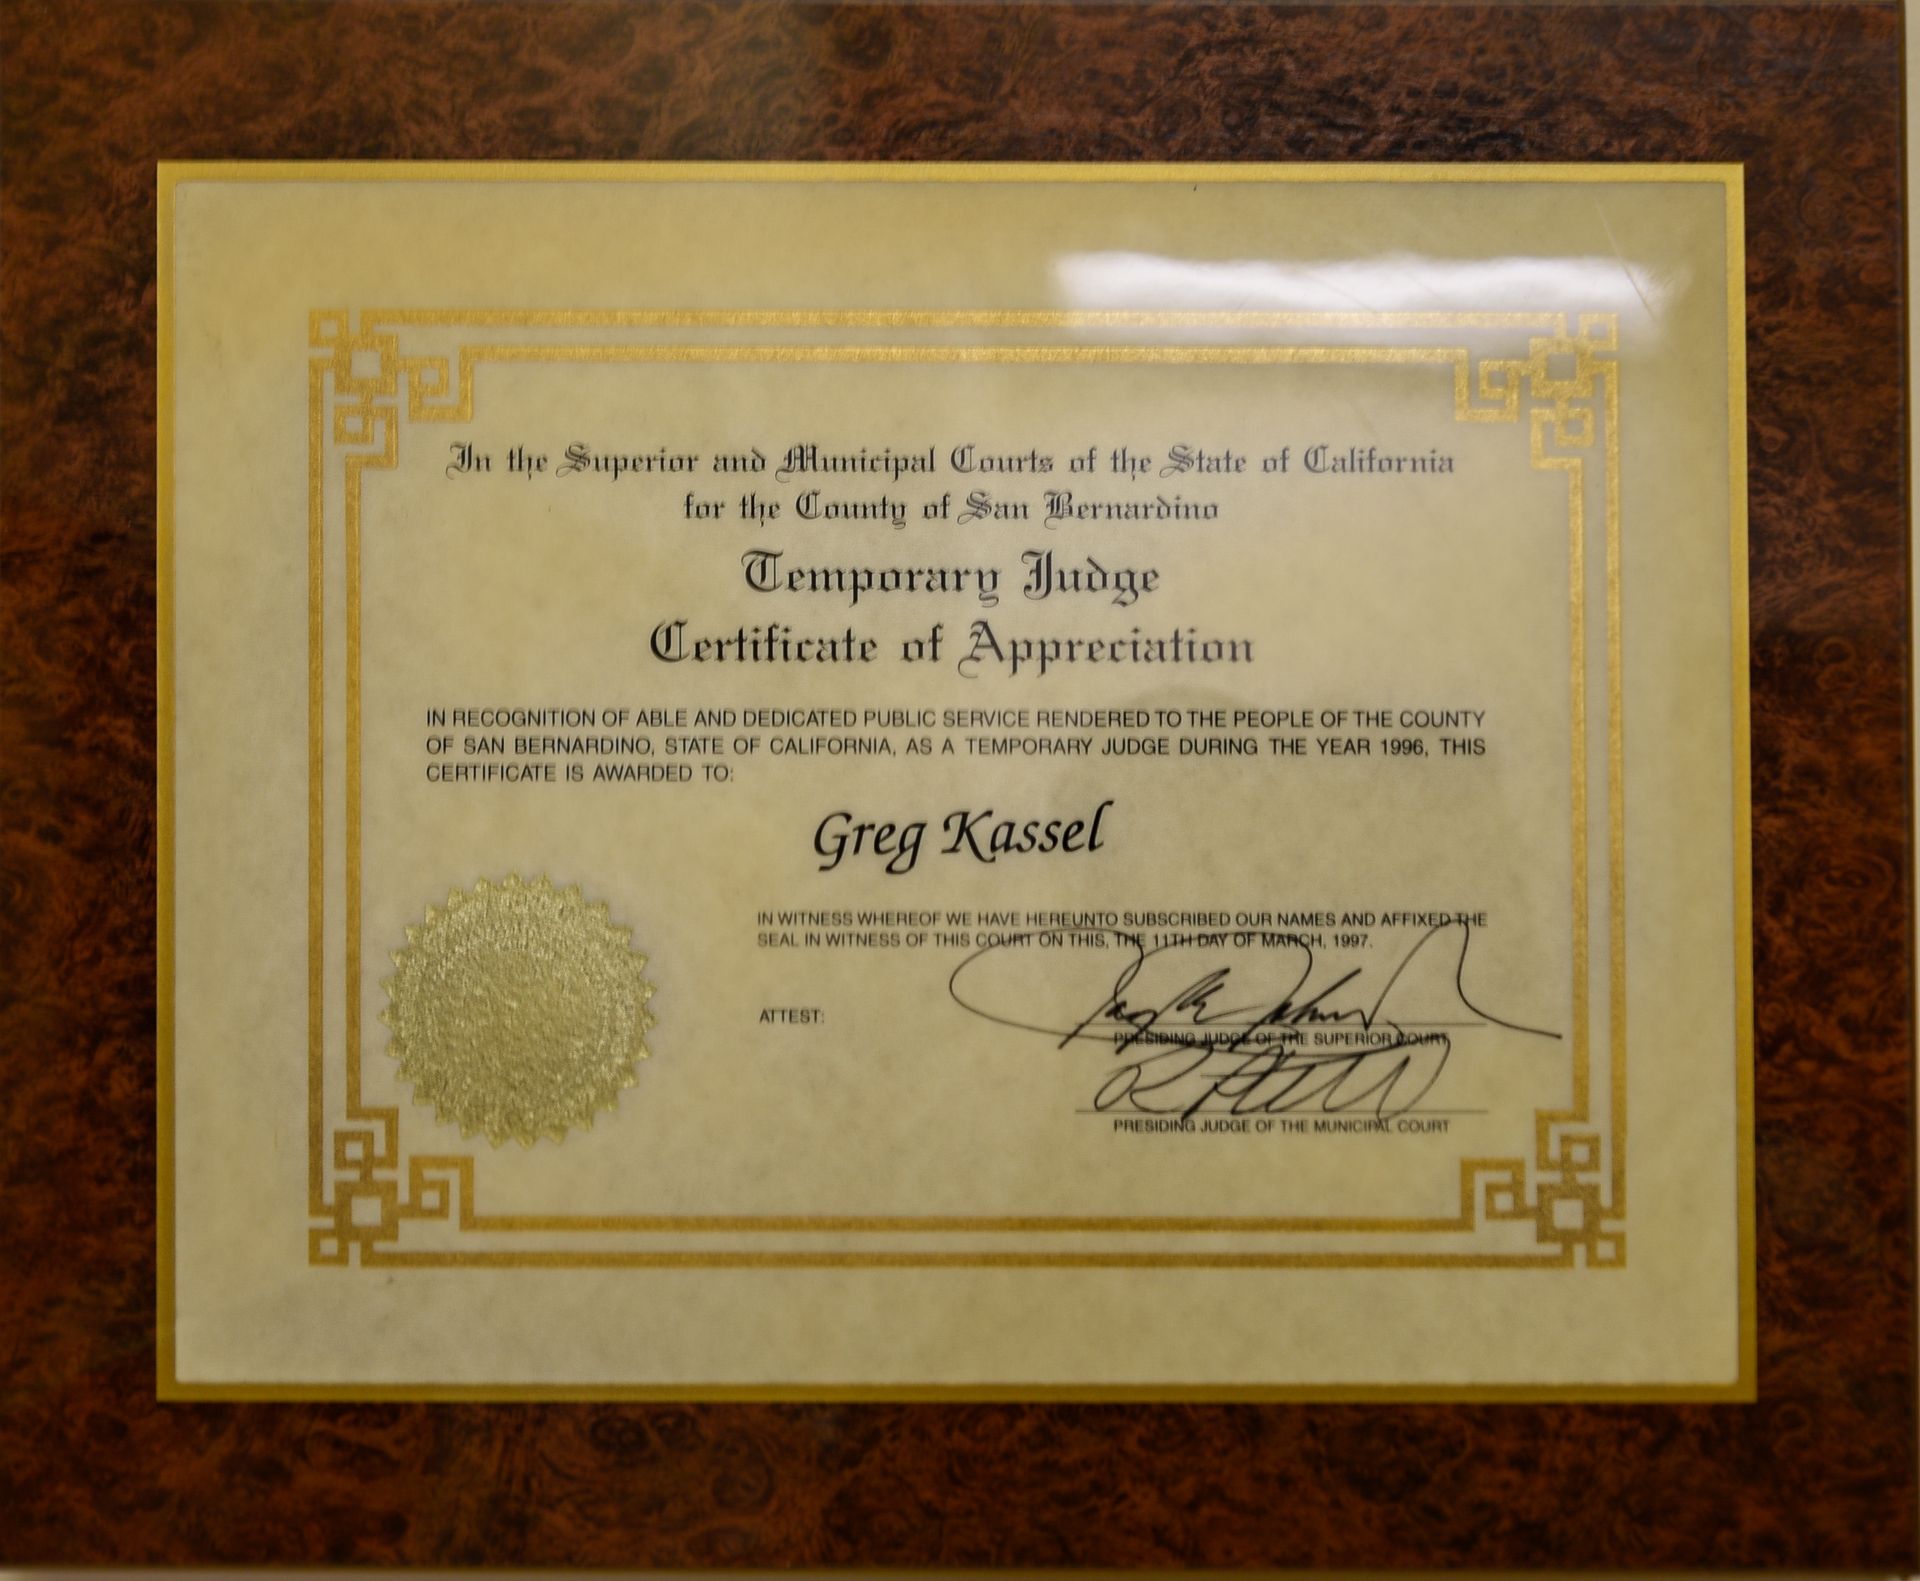 In the Superior and Municipal Courts of the State of California
for the County of San Bernardino
Temporary Judge
Certificate of Appreciation
IN RECOGNITION OF ABLE AND DEDICATED PUBLIC SERVICE RENDERED TO THE PEOPLE OF THE COUNTY
OF SAN BERNARDINO, STATE OF CALIFORNIA, AS A TEMPORARY JUDGE DURING THE YEAR 1996, THIS
CERTIFICATE IS AWARDED TO:
Greg Kassel
IN WITNESS WHEREOF WE HAVE HEREUNTO SUBSCRIBED OUR NAMES AND AFFIXED THE
SEAL IN WITNESS OF THIS COURT ON THIS, THE 11TH DAY OF MARCH, 1997.
ATTEST:
PRESIDING JUDGE OF THE SUPERIOR COURT
PRESIDING JUDGE OF THE MUNICIPAL COURT